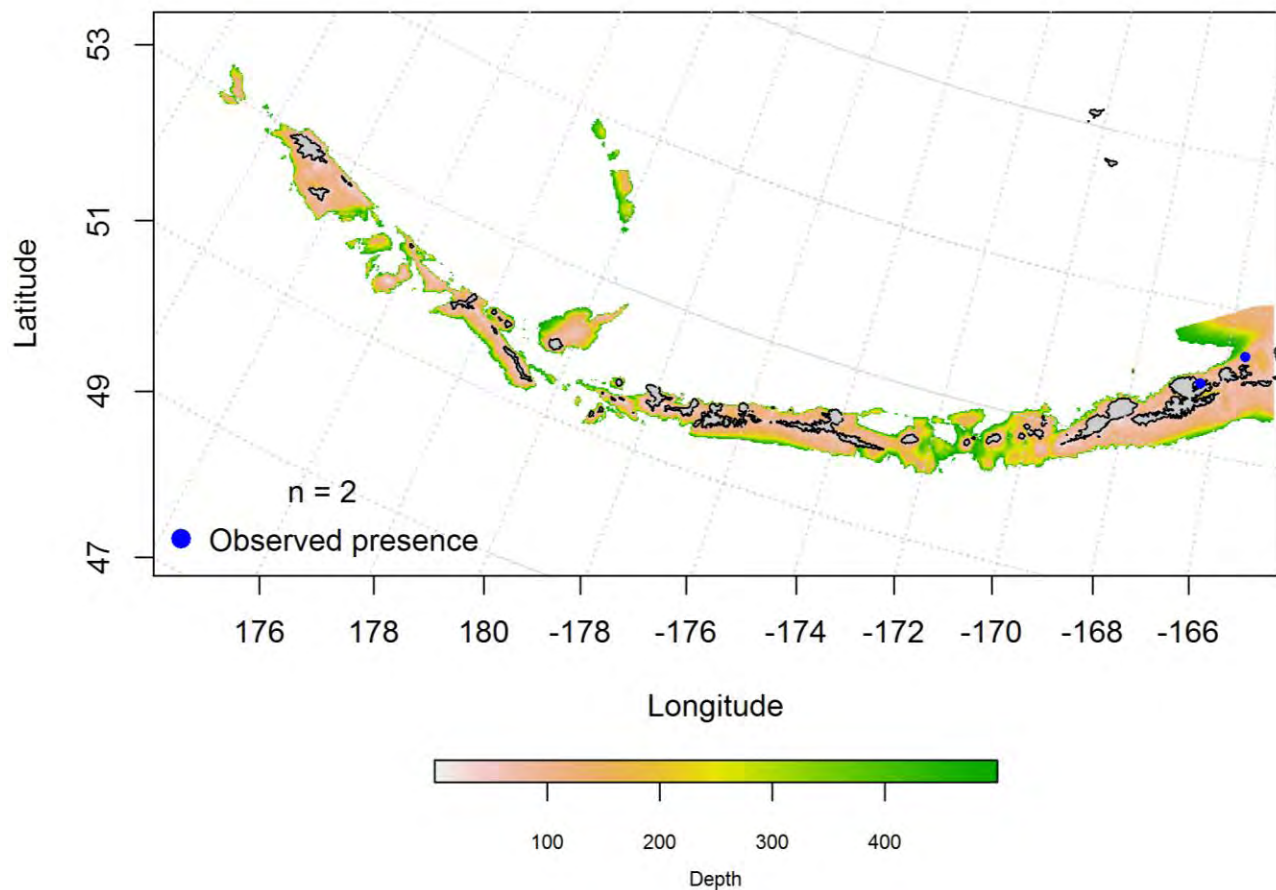 53
51
49
47
Latitude
n = 2
Observed presence
176 178 180 -178 -176 -174 -172 -170 -168 -166
Longitude
100 200 300 400
Depth